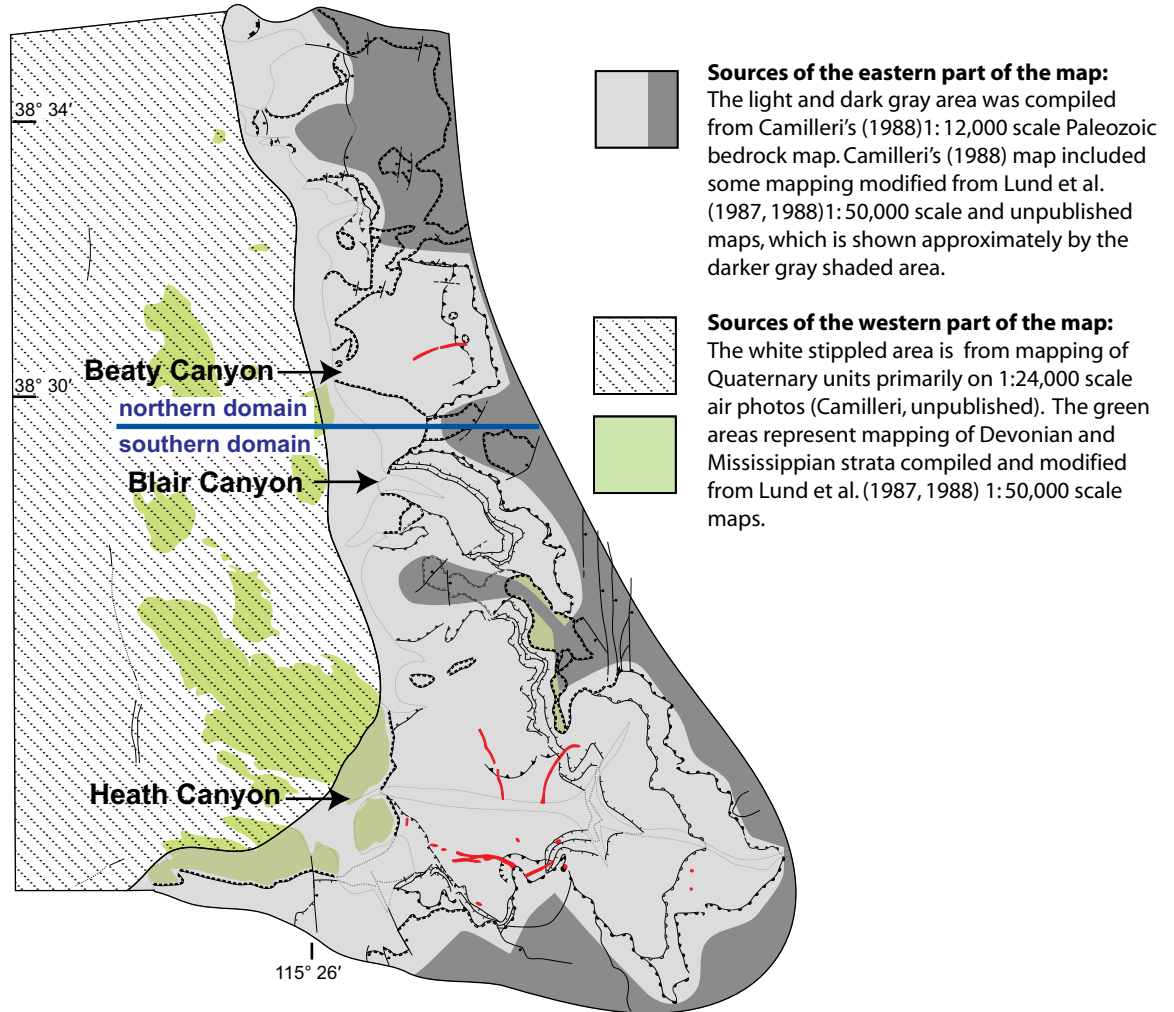 38° 34′
38° 30′
Beaty Canyon
northern domain
southern domain
Blair Canyon
Heath Canyon
115° 26′
Sources of the eastern part of the map:
The light and dark gray area was compiled
from Camilleri’s (1988)1: 12,000 scale Paleozoic
bedrock map. Camilleri’s (1988) map included
some mapping modified from Lund et al.
(1987, 1988)1: 50,000 scale and unpublished
maps, which is shown approximately by the
darker gray shaded area.
Sources of the western part of the map:
The white stippled area is from mapping of
Quaternary units primarily on 1:24,000 scale
air photos (Camilleri, unpublished). The green
areas represent mapping of Devonian and
Mississippian strata compiled and modified
from Lund et al. (1987, 1988) 1: 50,000 scale
maps.